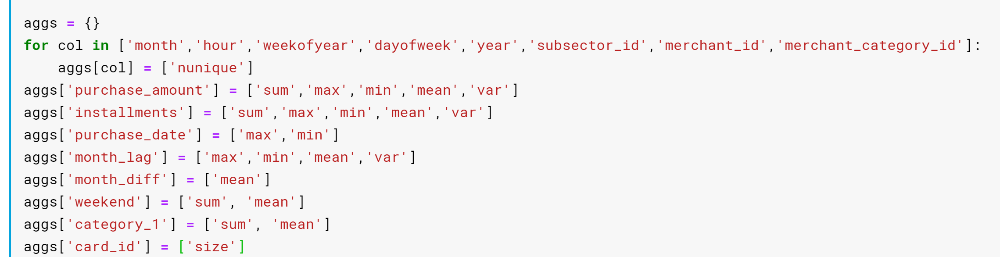 aggs = {}
for col in ['month','hour','weekofyear','dayofweek','year','subsector_id','merchant_id','merchant_category_id']:
    aggs[col] = ['nunique']
aggs['purchase_amount'] = ['sum','max','min','mean','var']
aggs['installments'] = ['sum','max','min','mean','var']
aggs['purchase_date'] = ['max','min']
aggs['month_lag'] = ['max','min','mean','var']
aggs['month_diff'] = ['mean']
aggs['weekend'] = ['sum', 'mean']
aggs['category_1'] = ['sum', 'mean']
aggs['card_id'] = ['size']